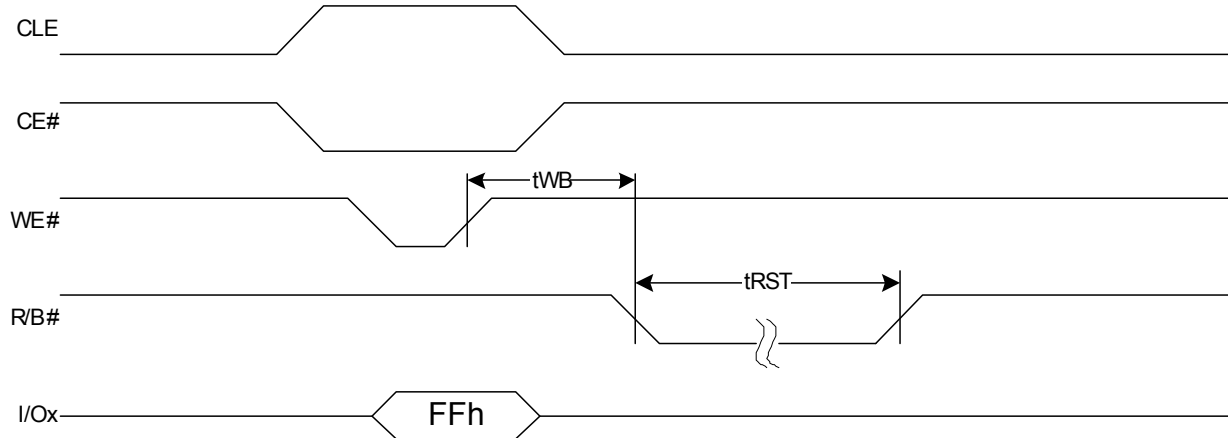 CLE
CE#
tWB
WE#
tRST
R/B#
I/Ox
FFh